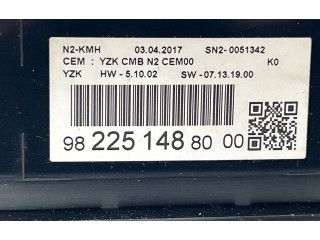 N2-KMH 03.04.2017 SN2- 0051342
CEM : YZK CMB N2 CEM00 K0
YZK HW - 5.10.02 SW - 07.13.19.00
98 225 148 80 00